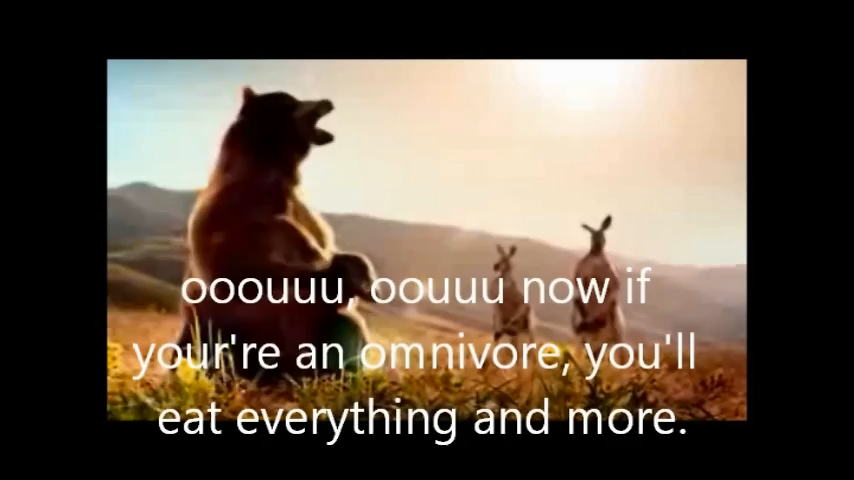 ooouuu, oouuu now if
your're an omnivore, you'll
eat everything and more.